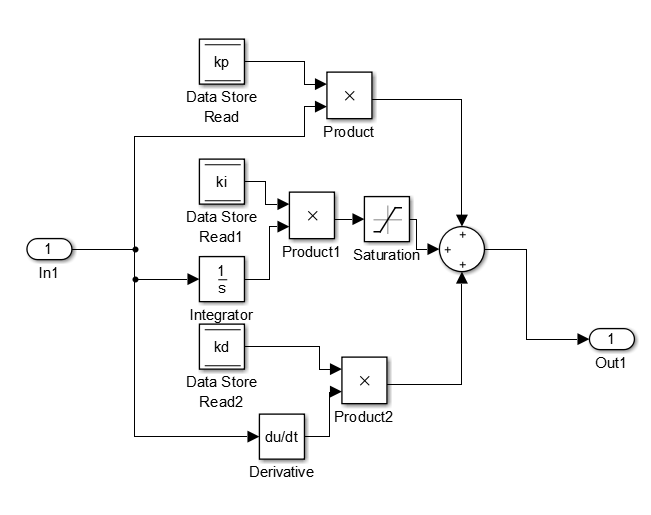 kp
Data Store
Read
×
Product
ki
Data Store
Read1
×
Product1
Saturation
1
In1
1
s
Integrator
+
+
+
kd
Data Store
Read2
×
Product2
1
Out1
du/dt
Derivative